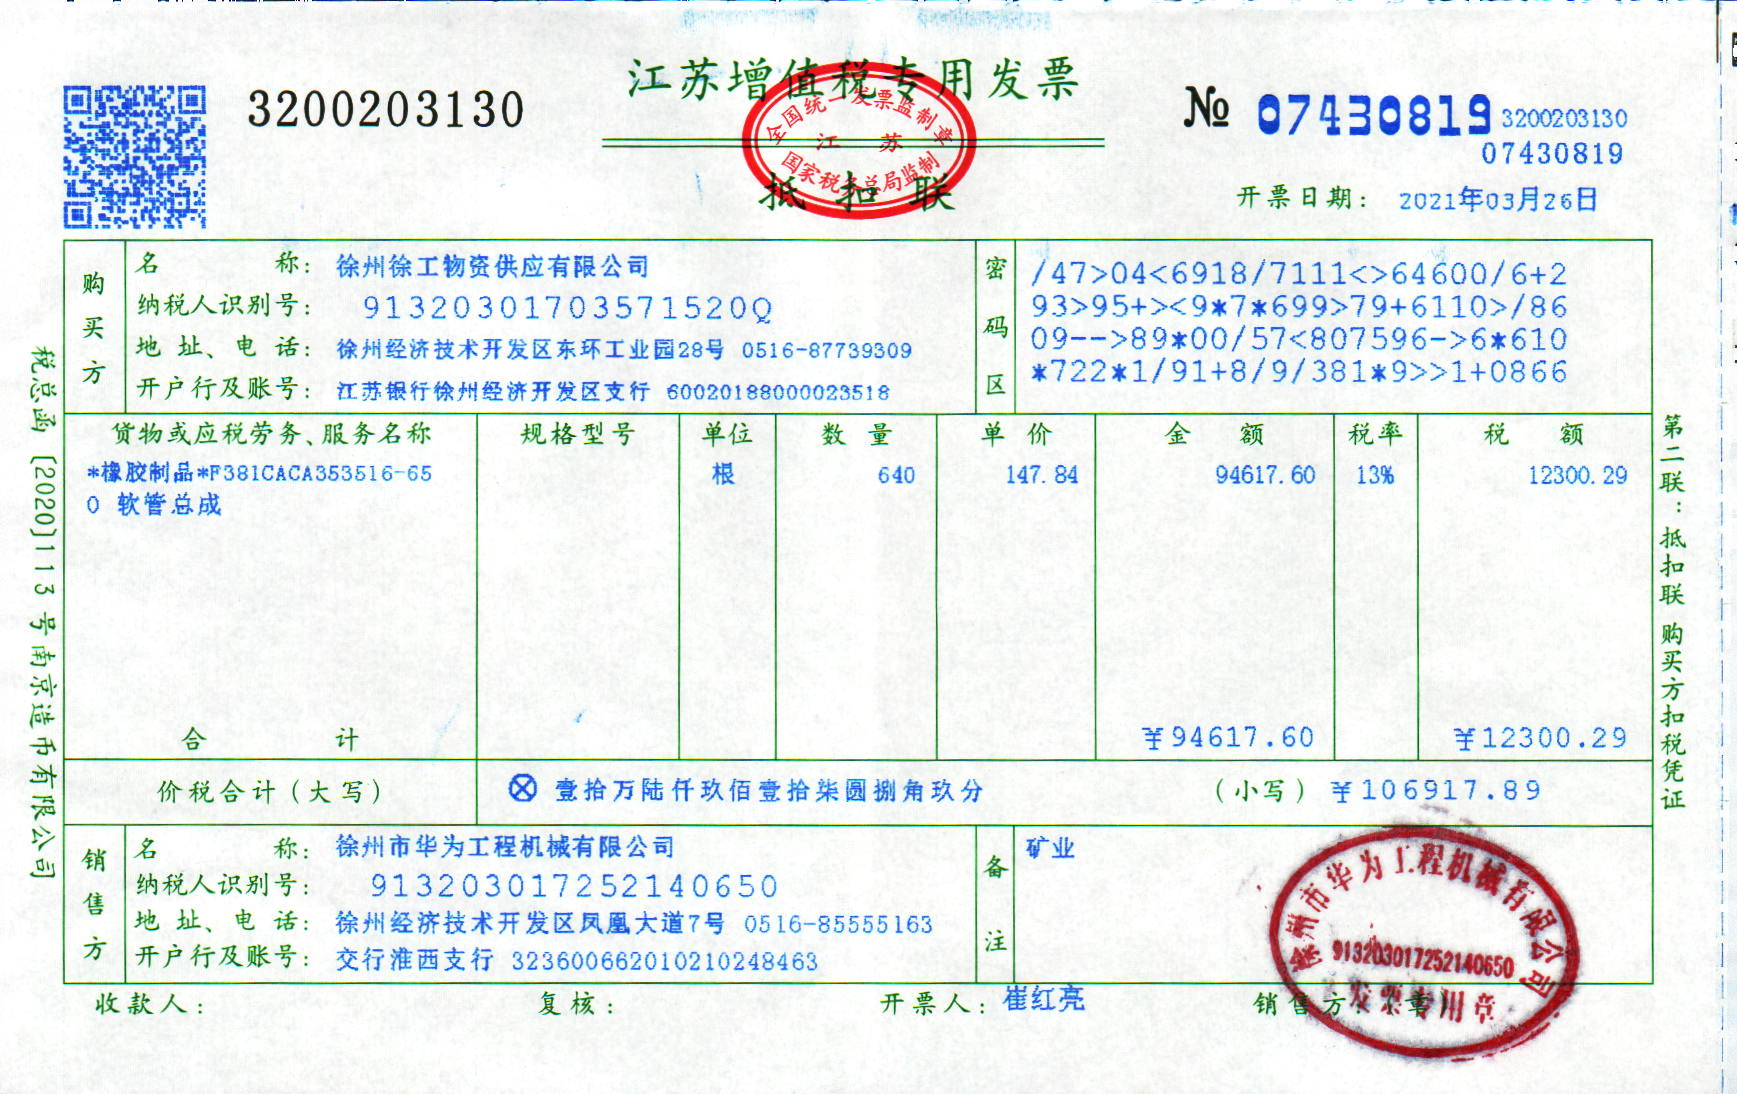 江苏增值税专用发票
3200203130
全国统一发票监制章
江 苏
国家税务总局监制
抵扣联
№ 07430819
3200203130
07430819
开票日期： 2021年03月26日
购买方
名 称： 徐州徐工物资供应有限公司
纳税人识别号： 91320301703571520Q
地 址、电 话： 徐州经济技术开发区东环工业园28号 0516-87739309
开户行及账号： 江苏银行徐州经济开发区支行 60020188000023518
密码区
/47>04<6918/7111<>64600/6+2
93>95+><9*7*699>79+6110>/86
09-->89*00/57<807596->6*610
*722*1/91+8/9/381*9>>1+0866
货物或应税劳务、服务名称 规格型号 单位 数 量 单 价 金 额 税率 税 额
*橡胶制品*F381CACA353516-65 根 640 147.84 94617.60 13% 12300.29
0 软管总成
合 计 ¥94617.60 ¥12300.29
价税合计（大写） ⊗ 壹拾万陆仟玖佰壹拾柒圆捌角玖分 （小写） ¥106917.89
销售方
名 称： 徐州市华为工程机械有限公司
纳税人识别号： 913203017252140650
地 址、电 话： 徐州经济技术开发区凤凰大道7号 0516-85555163
开户行及账号： 交行淮西支行 323600662010210248463
备注
矿业
收款人： 复核： 开票人： 崔红亮 销售方：（章）
徐州市华为工程机械有限公司
913203017252140650
发票专用章
税总函〔2020〕113号南京造币有限公司
第二联：抵扣联 购买方扣税凭证